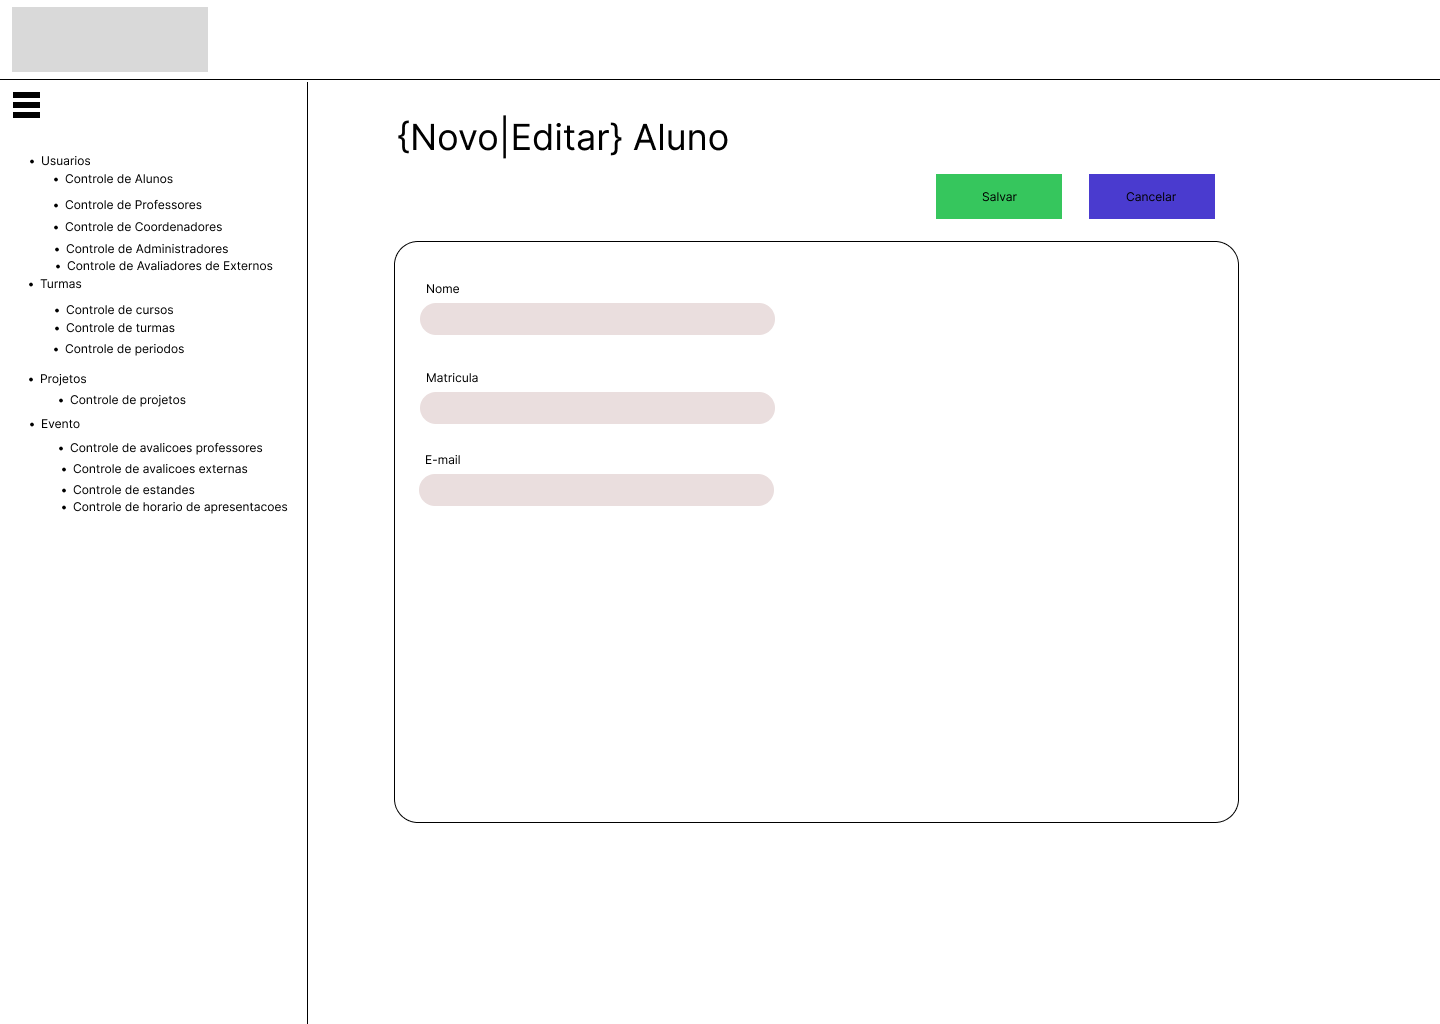 {Novo|Editar} Aluno
Salvar
Cancelar
Usuarios
Controle de Alunos
Controle de Professores
Controle de Coordenadores
Controle de Administradores
Controle de Avaliadores de Externos
Turmas
Controle de cursos
Controle de turmas
Controle de periodos
Projetos
Controle de projetos
Evento
Controle de avalicoes professores
Controle de avalicoes externas
Controle de estandes
Controle de horario de apresentacoes
Nome
Matricula
E-mail